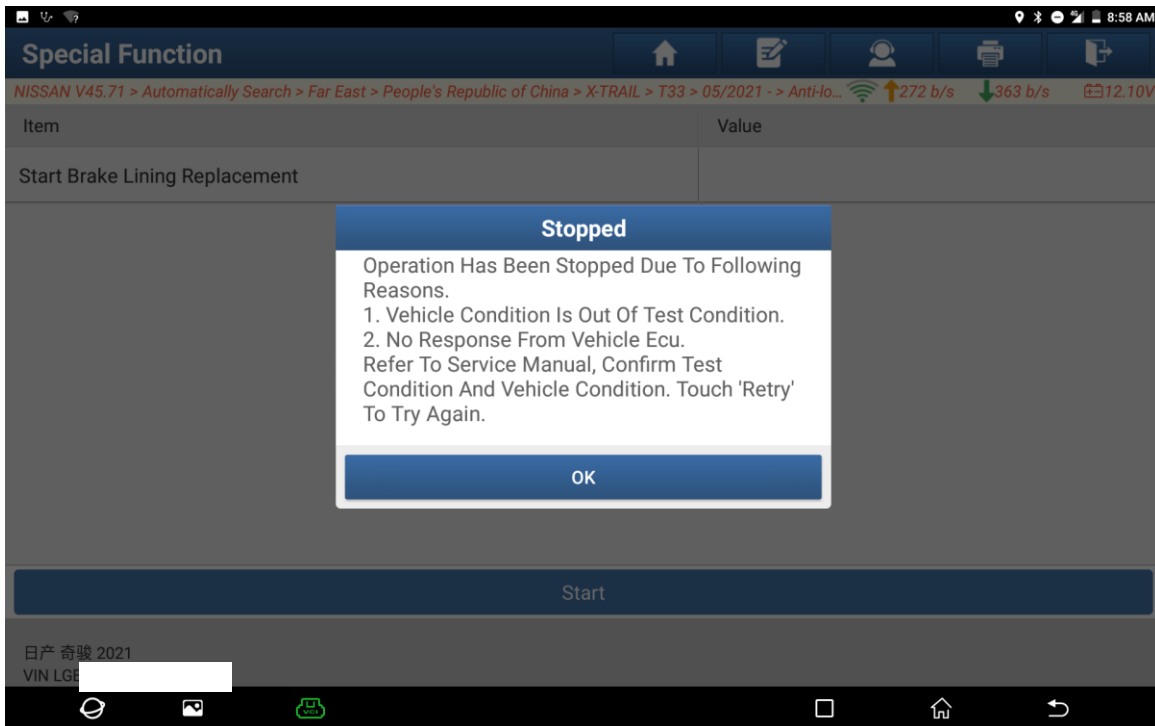 8:58 AM
Special Function
NISSAN V45.71 > Automatically Search > Far East > People's Republic of China > X-TRAIL > T33 > 05/2021 - > Anti-lo... 272 b/s 363 b/s 12.10V
Item Value
Start Brake Lining Replacement
Stopped
Operation Has Been Stopped Due To Following
Reasons.
1. Vehicle Condition Is Out Of Test Condition.
2. No Response From Vehicle Ecu.
Refer To Service Manual, Confirm Test
Condition And Vehicle Condition. Touch 'Retry'
To Try Again.
OK
Start
日产 奇骏 2021
VIN LGB
VCI